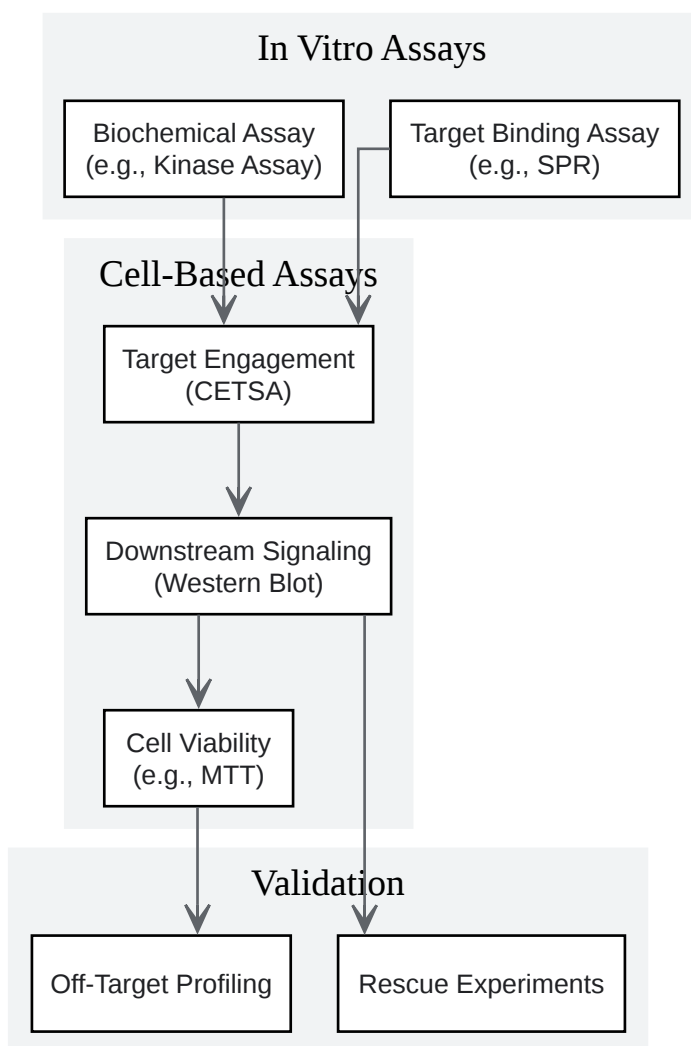 In Vitro Assays
Biochemical Assay
(e.g., Kinase Assay)
Target Binding Assay
(e.g., SPR)
Cell-Based Assays
Target Engagement
(CETSA)
Downstream Signaling
(Western Blot)
Cell Viability
(e.g., MTT)
Validation
Off-Target Profiling
Rescue Experiments